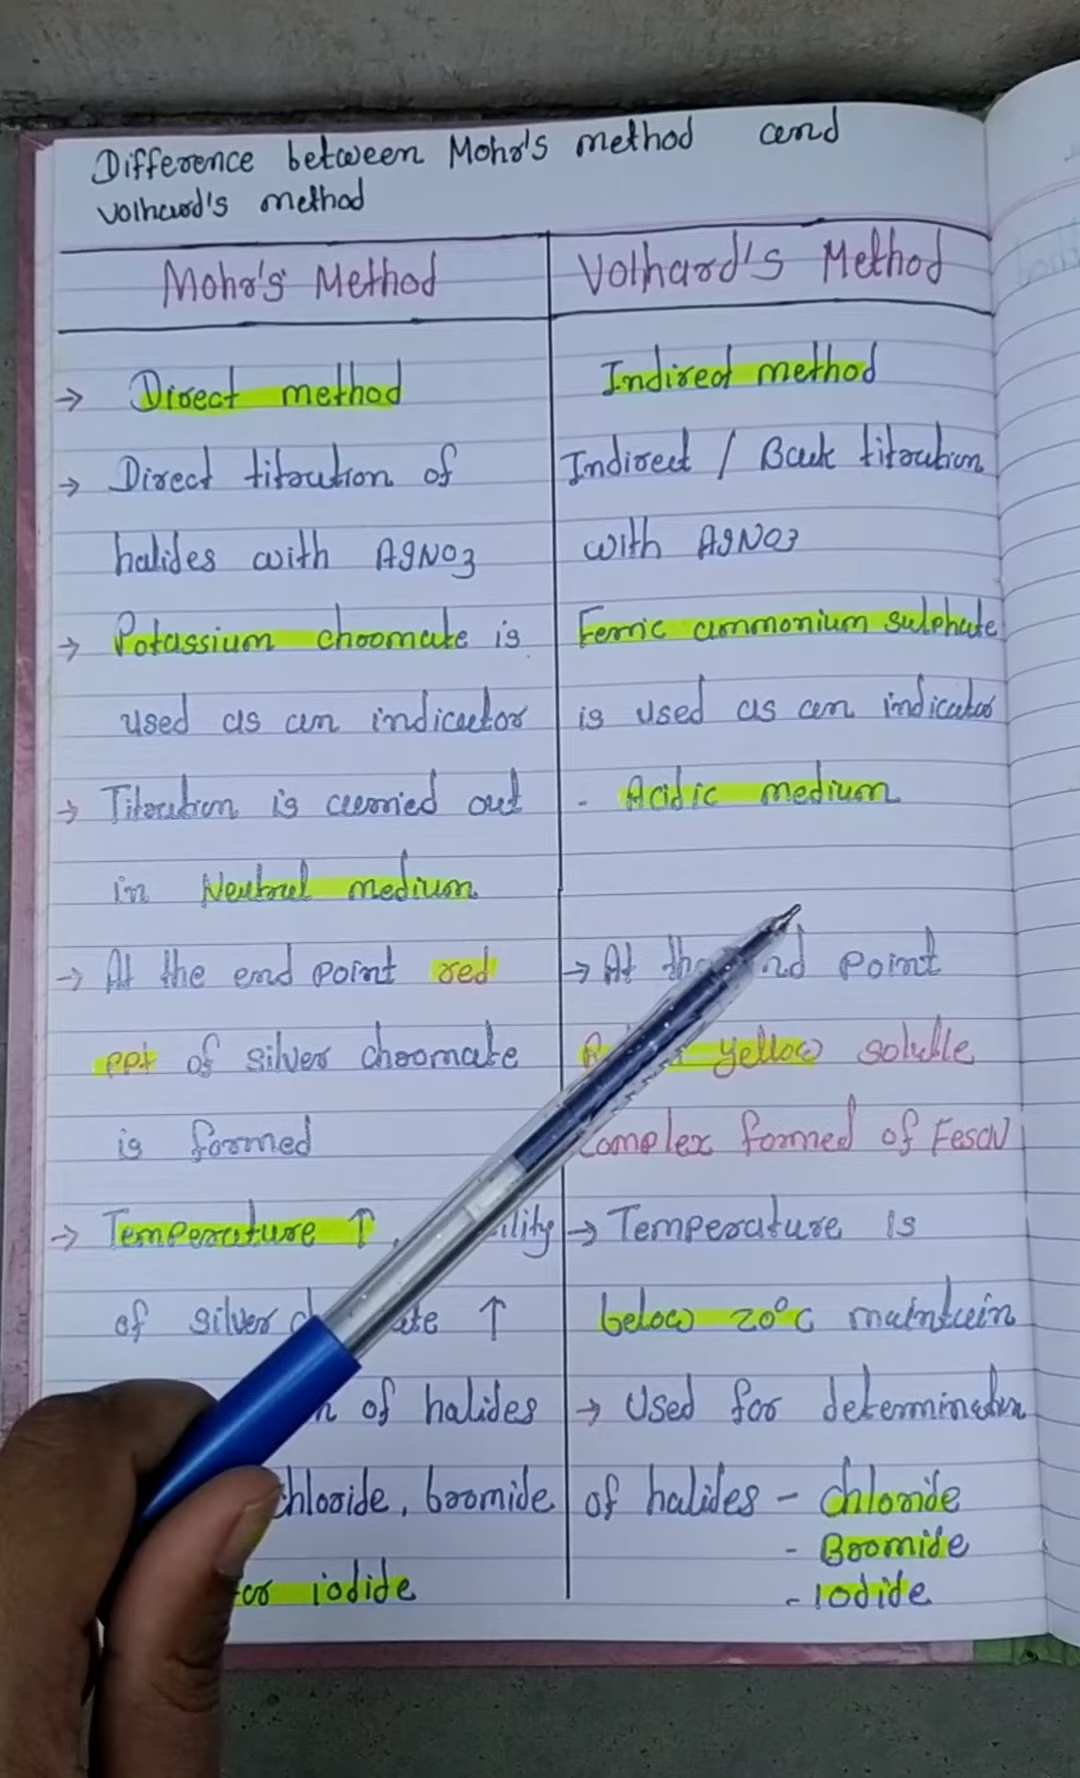 Difference between Mohr's method and
Volhard's method
Mohr's Method
Volhard's Method
→ Direct method
Indirect method
→ Direct titration of
halides with AgNO3
Indirect / Back titration
with AgNO3
→ Potassium chromate is
used as an indicator
Ferric ammonium sulphate
is used as an indicator
→ Titration is carried out
in Neutral medium
- Acidic medium
→ At the end point red
ppt of silver chromate
is formed
→ At the end point
yellow soluble
complex formed of FeSCN
→ Temperature ↑,
of silver ↑
→ Temperature is
below 20°C maintain
of halides
chloride, bromide
iodide
→ Used for determination
of halides - chloride
- Bromide
- Iodide